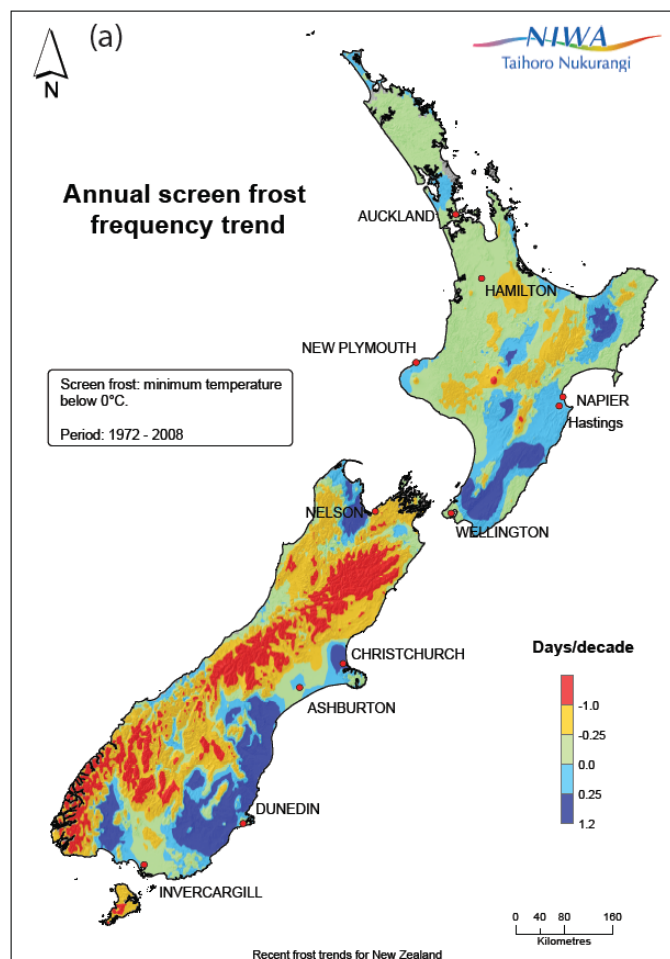 (a)
NIWA
Taihoro Nukurangi
N
Annual screen frost
frequency trend
AUCKLAND
HAMILTON
NEW PLYMOUTH
Screen frost: minimum temperature
below 0°C.
Period: 1972 - 2008
NAPIER
Hastings
NELSON
WELLINGTON
CHRISTCHURCH
ASHBURTON
DUNEDIN
INVERCARGILL
Days/decade
-1.0
-0.25
0.0
0.25
1.2
0 40 80 160
Kilometres
Recent frost trends for New Zealand